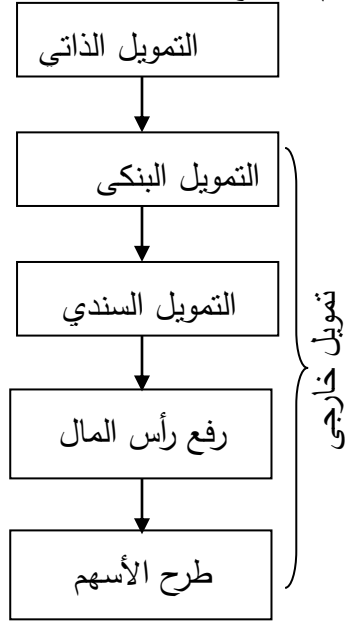 التمويل الذاتى
التمويل البنكى
التمويل السندي
رفع رأس المال
طرح الأسهم
تمويل خارجى